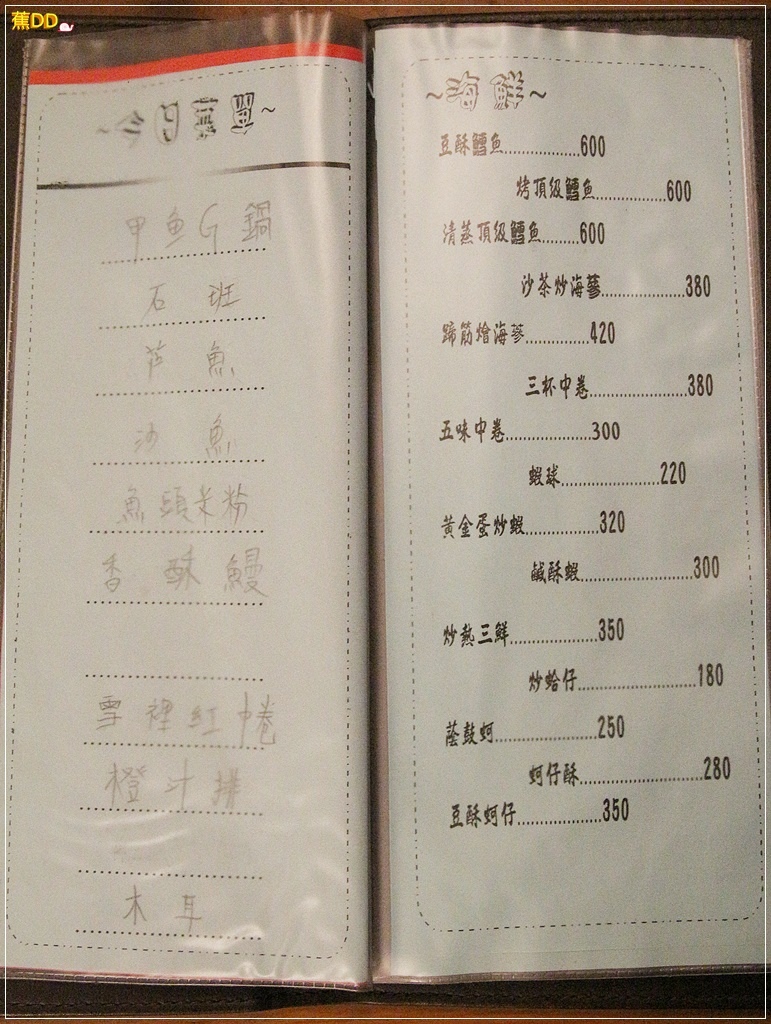 蕉DD
~今日菜單~
甲魚G鍋
石班
魚
沙魚
魚頭米粉
香酥鰻
雪裡紅中卷
橙汁排
木耳
~海鮮~
豆酥鱈魚..................600
烤頂級鱈魚................600
清蒸頂級鱈魚.........600
沙茶炒海蔘....................380
蹄筋燴海蔘...............420
三杯中卷.......................380
五味中卷....................300
蝦球.......................220
黃金蛋炒蝦.................320
鹹酥蝦..........................300
炒熱三鮮....................350
炒蛤仔...........................180
蔭鼓蚵.......................250
蚵仔酥............................280
豆酥蚵仔...................350